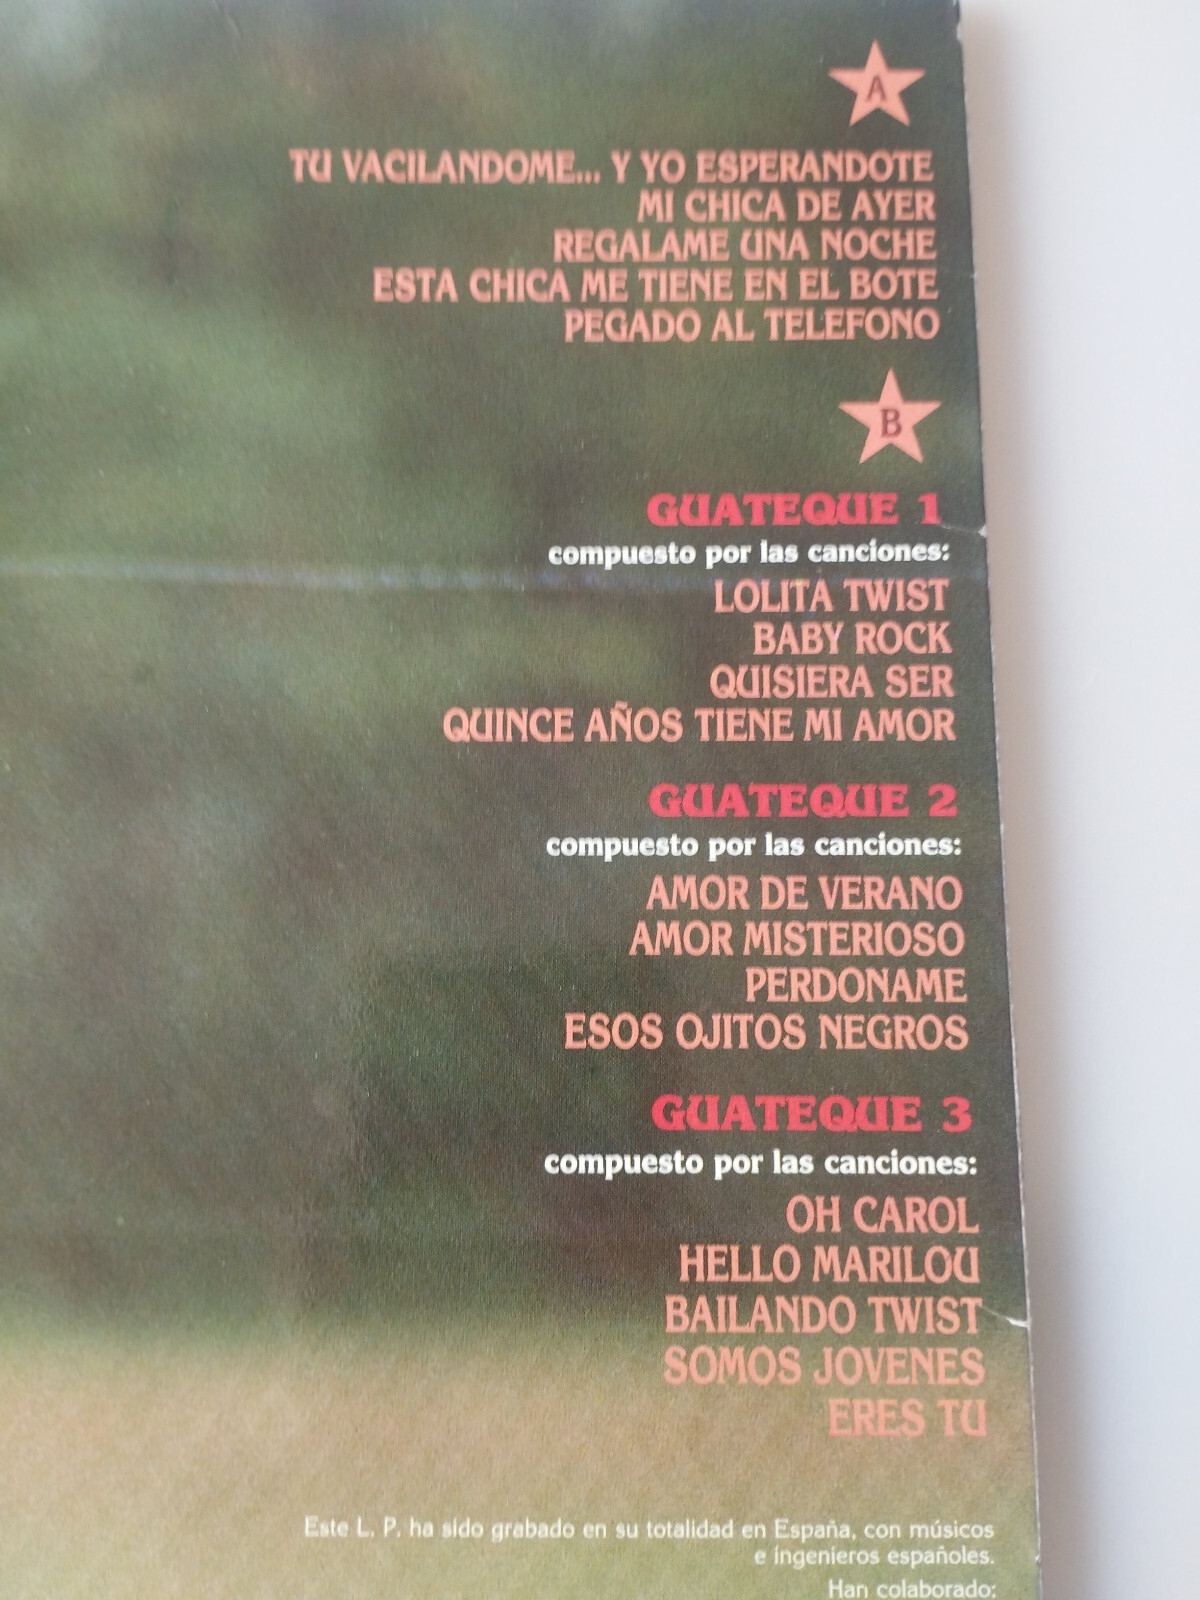 A
TU VACILANDOME... Y YO ESPERANDOTE
MI CHICA DE AYER
REGALAME UNA NOCHE
ESTA CHICA ME TIENE EN EL BOTE
PEGADO AL TELEFONO
B
GUATEQUE 1
compuesto por las canciones:
LOLITA TWIST
BABY ROCK
QUISIERA SER
QUINCE AÑOS TIENE MI AMOR
GUATEQUE 2
compuesto por las canciones:
AMOR DE VERANO
AMOR MISTERIOSO
PERDONAME
ESOS OJITOS NEGROS
GUATEQUE 3
compuesto por las canciones:
OH CAROL
HELLO MARILOU
BAILANDO TWIST
SOMOS JOVENES
ERES TU
Este L. P. ha sido grabado en su totalidad en España, con músicos
e ingenieros españoles.
Han colaborado: